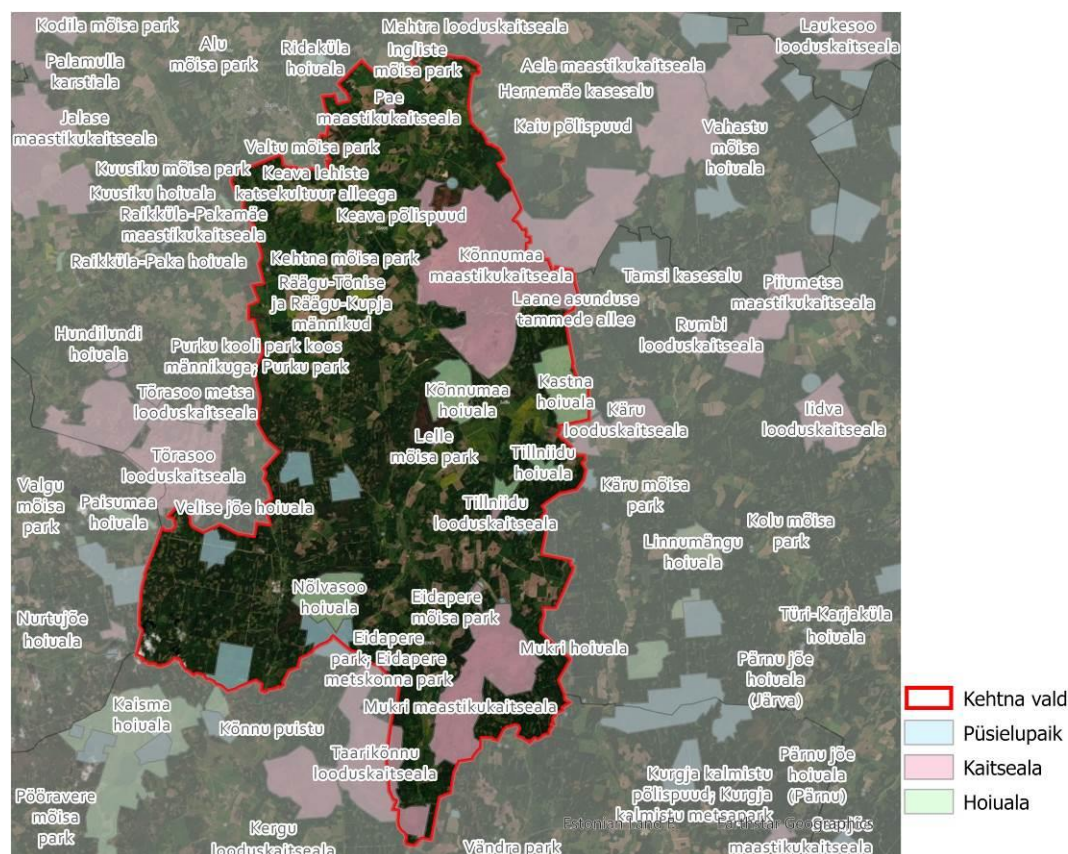 Kodila mõisa park
Mahtra looduskaitseala
Laukesoo
looduskaitseala
Alu
mõisa park
Ridaküla
hoiuala
Ingliste
mõisa park
Palamulla
karstiala
Aela maastikukaitseala
Hernemäe kasesalu
Pae
maastikukaitseala
Jalase
maastikukaitseala
Kaiu põlispuud
Vahastu
mõisa
hoiuala
Valtu mõisa park
Kuusiku mõisa park
Keava lehiste
katsekultuur alleega
Kuusiku hoiuala
Raikküla-Pakamäe
maastikukaitseala
Keava põlispuud
Raikküla-Paka hoiuala
Kehtna mõisa park
Kõnnumaa
maastikukaitseala
Tamsi kasesalu
Piiumetsa
maastikukaitseala
Räägu-Tõnise
ja Räägu-Kupja
männikud
Laane asunduse
tammede allee
Hundilundi
hoiuala
Rumbi
looduskaitseala
Purku kooli park koos
männikuga; Purku park
Tõrasoo metsa
looduskaitseala
Kõnnumaa
hoiuala
Kastna
hoiuala
Käru
looduskaitseala
Iidva
looduskaitseala
Lelle
mõisa park
Tõrasoo
looduskaitseala
Tillniidu
hoiuala
Valgu
mõisa
park
Paisumaa
hoiuala
Velise jõe hoiuala
Tillniidu
looduskaitseala
Käru mõisa
park
Kolu mõisa
park
Linnumängu
hoiuala
Nõlvasoo
hoiuala
Eidapere
mõisa park
Nurtujõe
hoiuala
Türi-Karjaküla
hoiuala
Eidapere
park; Eidapere
metskonna park
Mukri hoiuala
Pärnu jõe
hoiuala
(Järva)
Kaisma
hoiuala
Kõnnu puistu
Mukri maastikukaitseala
Taarikõnnu
looduskaitseala
Kurgja kalmistu
põlispuud; Kurgja
kalmistu metsapark
Pärnu jõe
hoiuala
(Pärnu)
Pööravere
mõisa
park
Kergu
looduskaitseala
Vändra park
maastikukaitseala
Kehtna vald
Püsielupaik
Kaitseala
Hoiuala